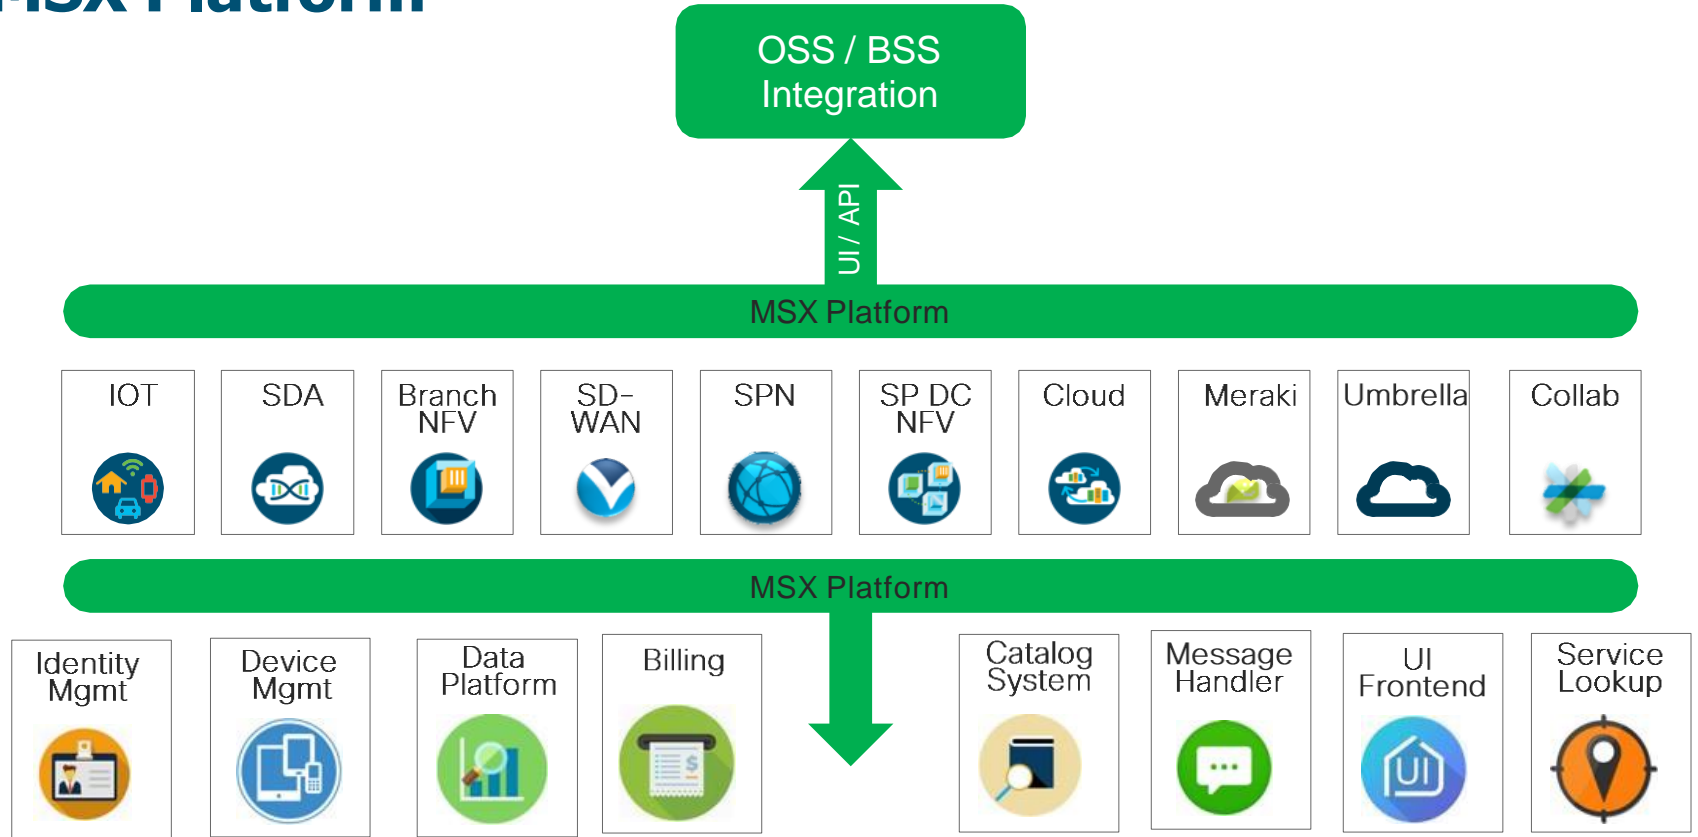 MSX Platform
OSS / BSS
Integration
UI / API
MSX Platform
IOT
SDA
Branch
NFV
SD-
WAN
SPN
SP DC
NFV
Cloud
Meraki
Umbrella
Collab
MSX Platform
Identity
Mgmt
Device
Mgmt
Data
Platform
Billing
$
Catalog
System
Message
Handler
UI
Frontend
UI
Service
Lookup